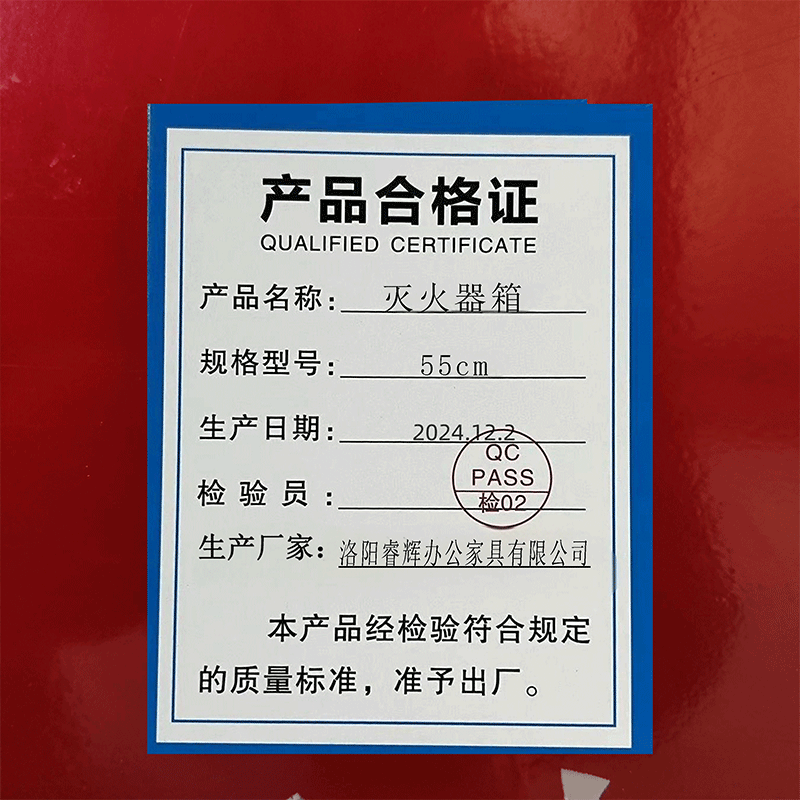 产品合格证
QUALIFIED CERTIFICATE
产品名称：灭火器箱
规格型号：55cm
生产日期：2024.12.2
QC
PASS
检验员：检02
生产厂家：洛阳睿辉办公家具有限公司
本产品经检验符合规定
的质量标准，准予出厂。